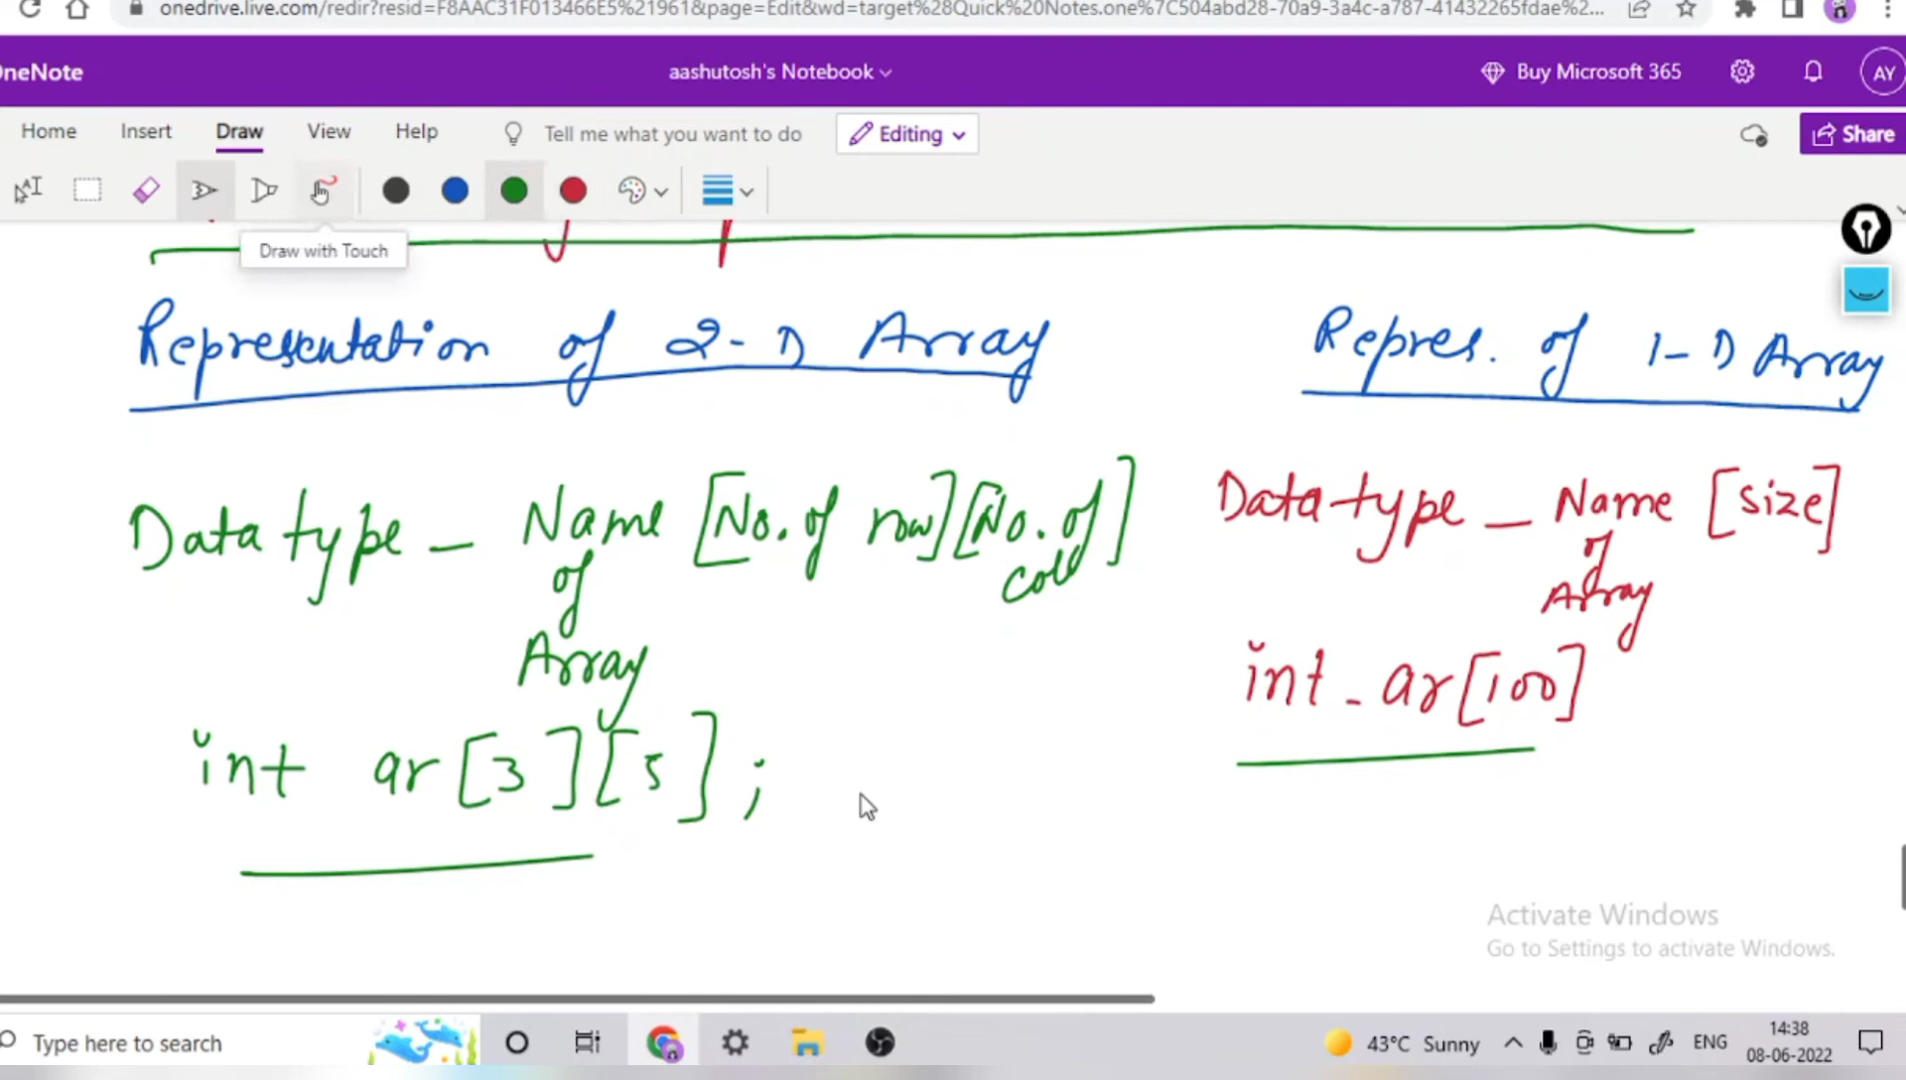 onedrive.live.com/redir?resid=F8AAC31F013466E5%21961&page=Edit&wd=target%28Quick%20Notes.one%7C504abd28-70a9-3a4c-a787-41432265fdae%2...
OneNote
aashutosh's Notebook
Buy Microsoft 365
AY
Home Insert Draw View Help
Tell me what you want to do
Editing
Share
Draw with Touch
Representation of 2-D Array
Repres. of 1-D Array
Data type - Name [No. of row][No. of
col]
of
Array
int ar[3][5];
Data type - Name [size]
of
Array
int - ar[100]
Activate Windows
Go to Settings to activate Windows.
Type here to search
43°C Sunny
ENG
14:38
08-06-2022